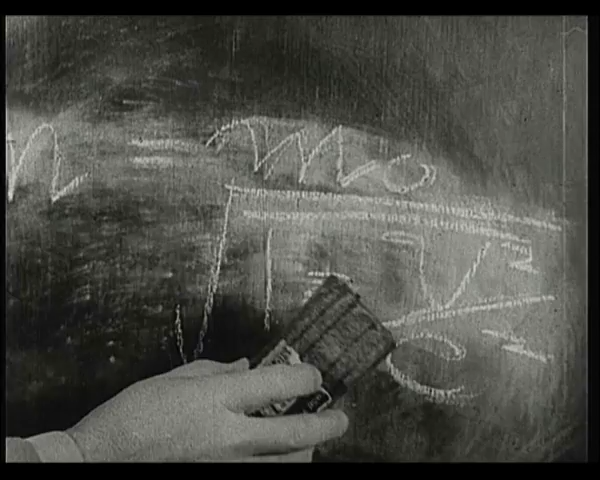 m = m₀
√1 - v²
c²